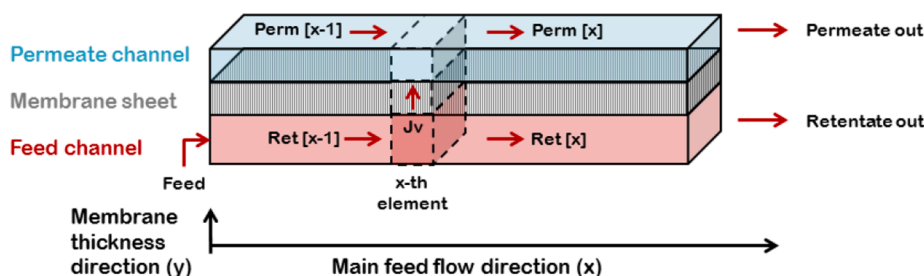 Perm [x-1]
Perm [x]
Permeate out
Permeate channel
Membrane sheet
Jv
Feed channel
Ret [x-1]
Ret [x]
Retentate out
Feed
x-th
element
Membrane
thickness
direction (y)
Main feed flow direction (x)